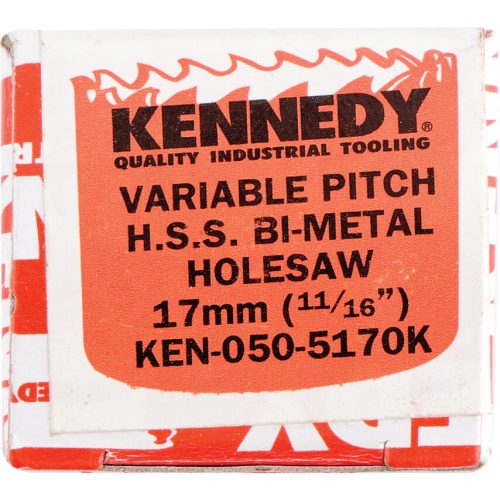 KENNEDY®
QUALITY INDUSTRIAL TOOLING
VARIABLE PITCH
H.S.S. BI-METAL
HOLESAW
17mm (11/16")
KEN-050-5170K